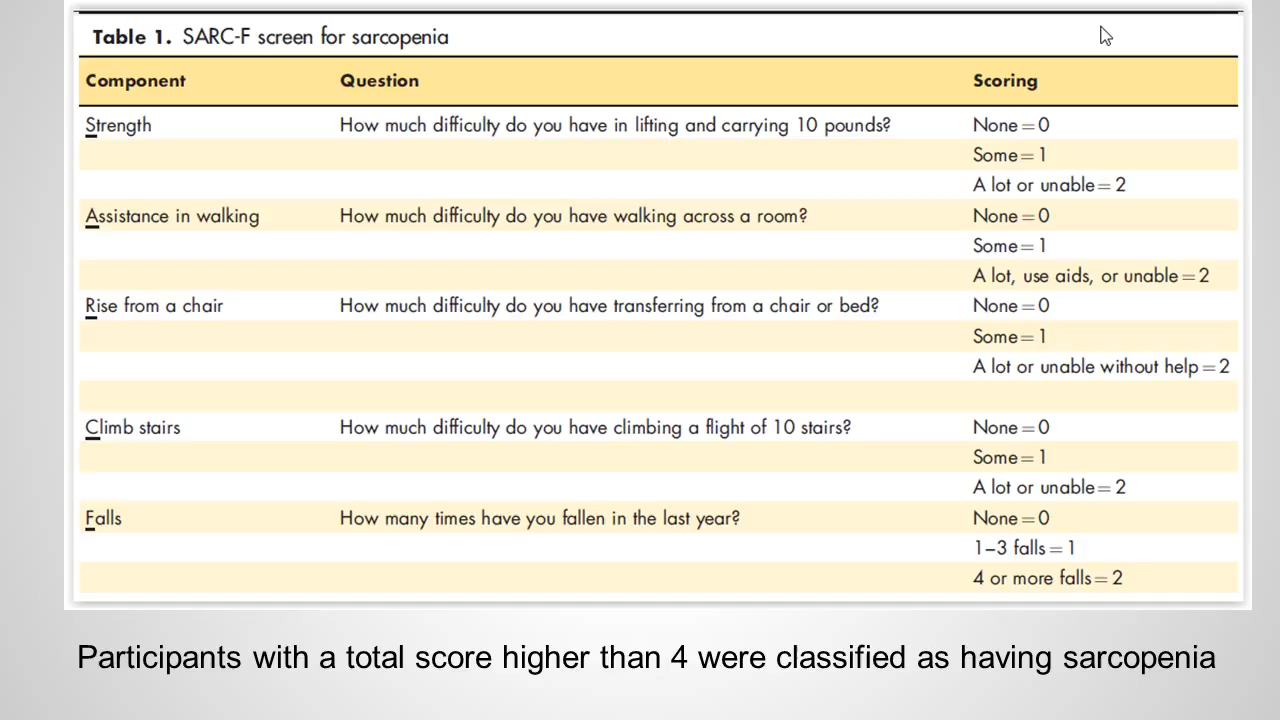 Table 1. SARC-F screen for sarcopenia
Component Question Scoring
Strength How much difficulty do you have in lifting and carrying 10 pounds? None = 0
Some = 1
A lot or unable = 2
Assistance in walking How much difficulty do you have walking across a room? None = 0
Some = 1
A lot, use aids, or unable = 2
Rise from a chair How much difficulty do you have transferring from a chair or bed? None = 0
Some = 1
A lot or unable without help = 2
Climb stairs How much difficulty do you have climbing a flight of 10 stairs? None = 0
Some = 1
A lot or unable = 2
Falls How many times have you fallen in the last year? None = 0
1–3 falls = 1
4 or more falls = 2
Participants with a total score higher than 4 were classified as having sarcopenia